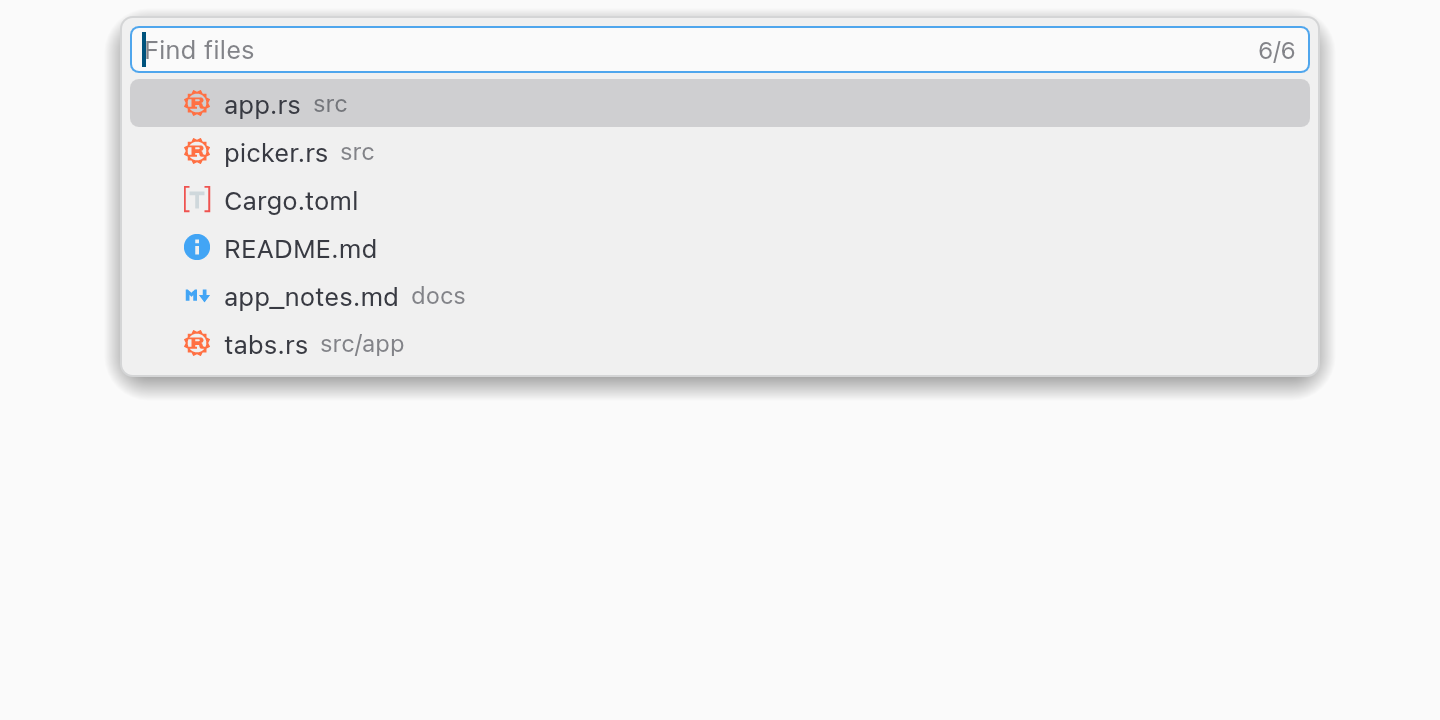 Find files 6/6
app.rs src
picker.rs src
Cargo.toml
README.md
app_notes.md docs
tabs.rs src/app